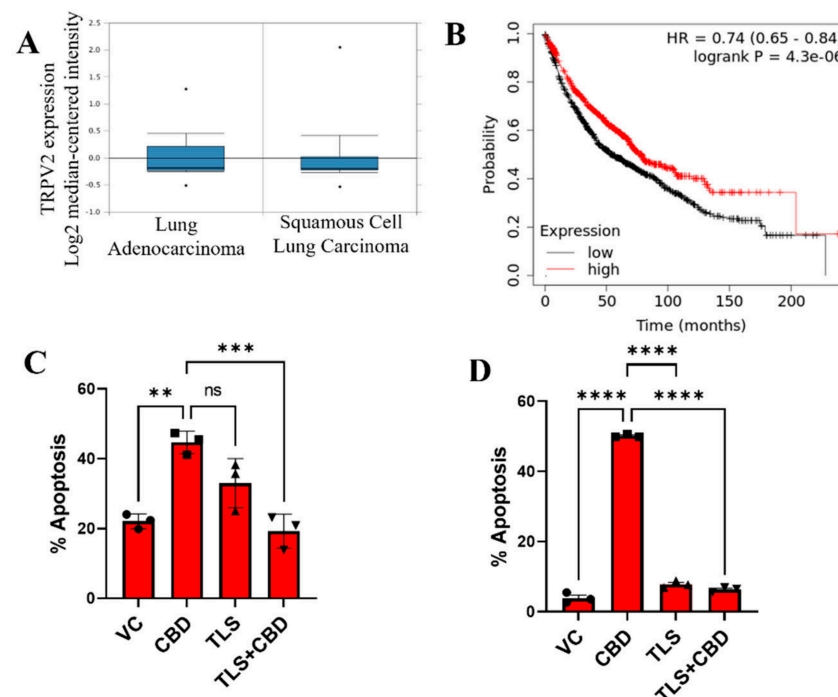 A
TRPV2 expression
Log2 median-centered intensity
2.5
2.0
1.5
1.0
0.5
0.0
-0.5
-1.0
Lung
Adenocarcinoma
Squamous Cell
Lung Carcinoma
B
HR = 0.74 (0.65 - 0.84
logrank P = 4.3e-06
Probability
1.0
0.8
0.6
0.4
0.2
0.0
Expression
low
high
0 50 100 150 200
Time (months)
C
*** 
** ns
% Apoptosis
60
40
20
0
VC CBD TLS TLS+CBD
D
****
**** ****
% Apoptosis
60
40
20
0
VC CBD TLS TLS+CBD